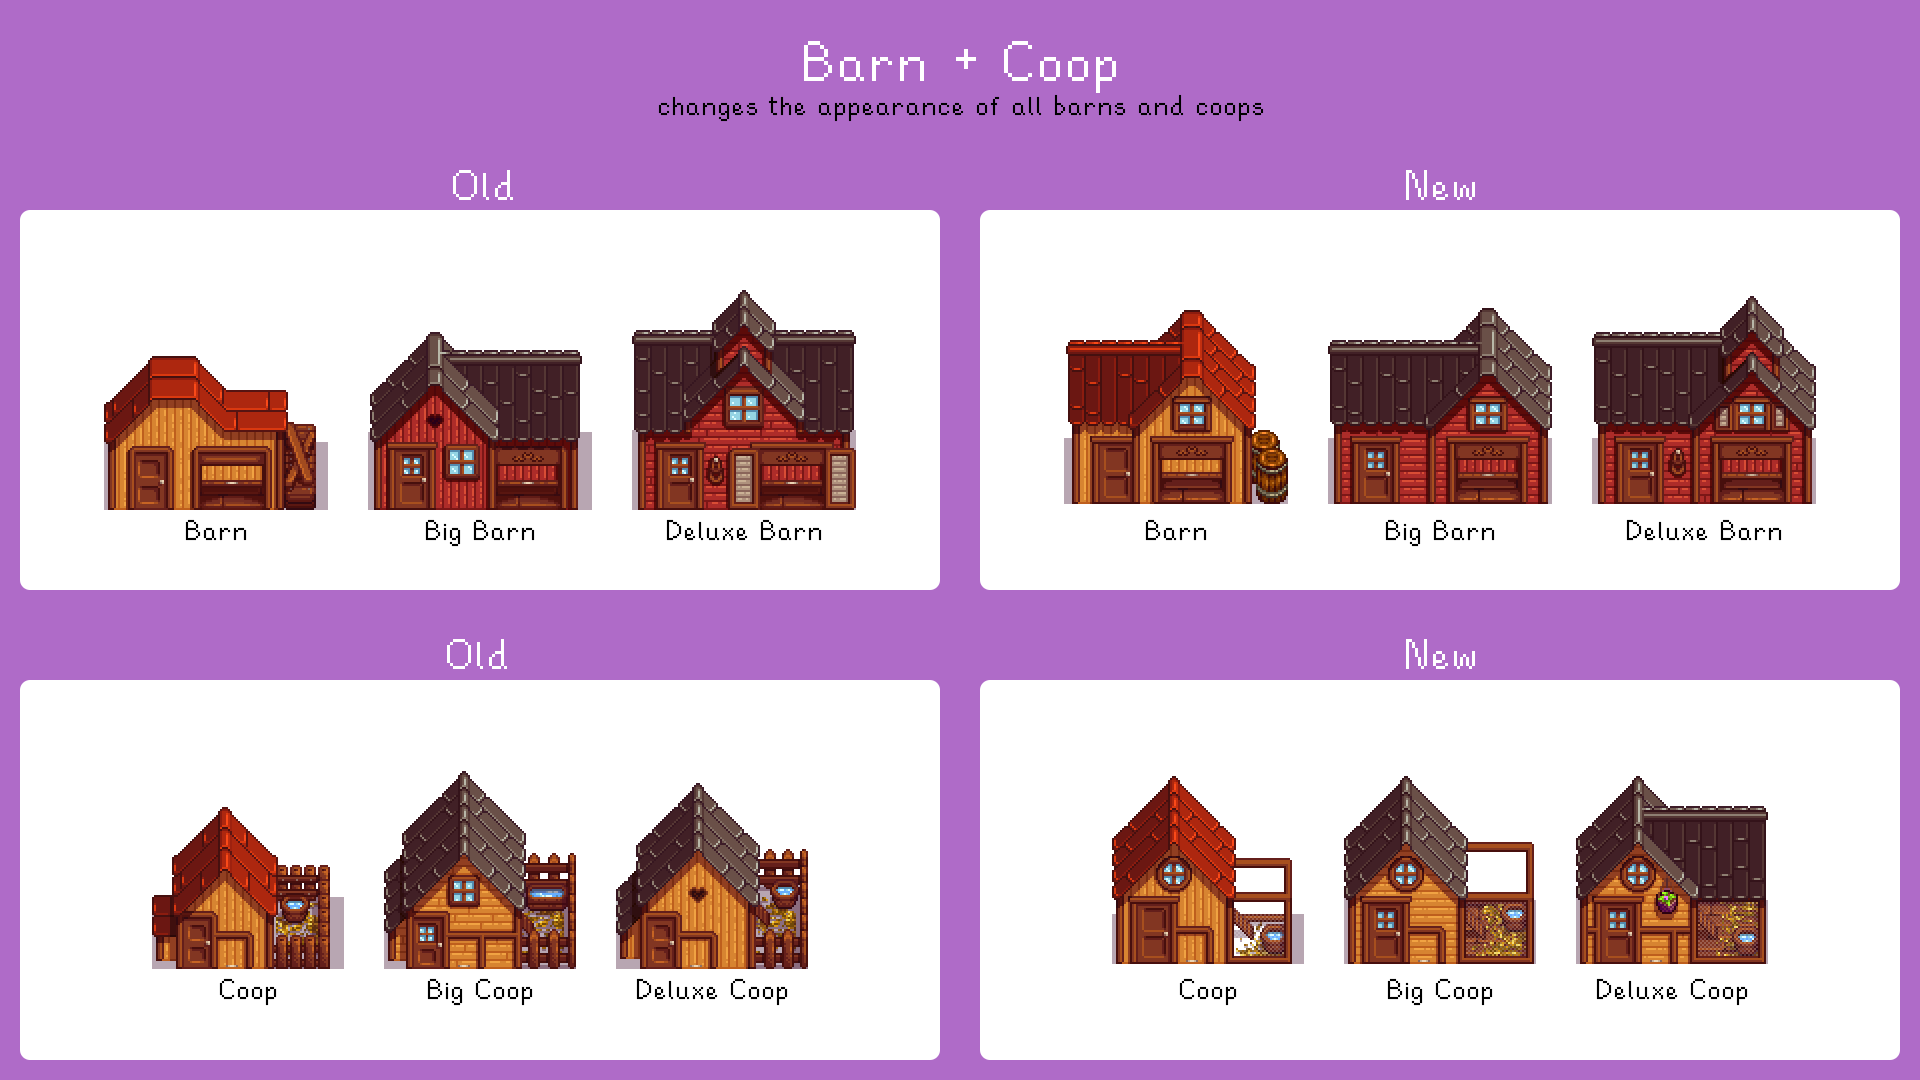 Barn + Coop
changes the appearance of all barns and coops
Old
New
Barn
Big Barn
Deluxe Barn
Barn
Big Barn
Deluxe Barn
Old
New
Coop
Big Coop
Deluxe Coop
Coop
Big Coop
Deluxe Coop